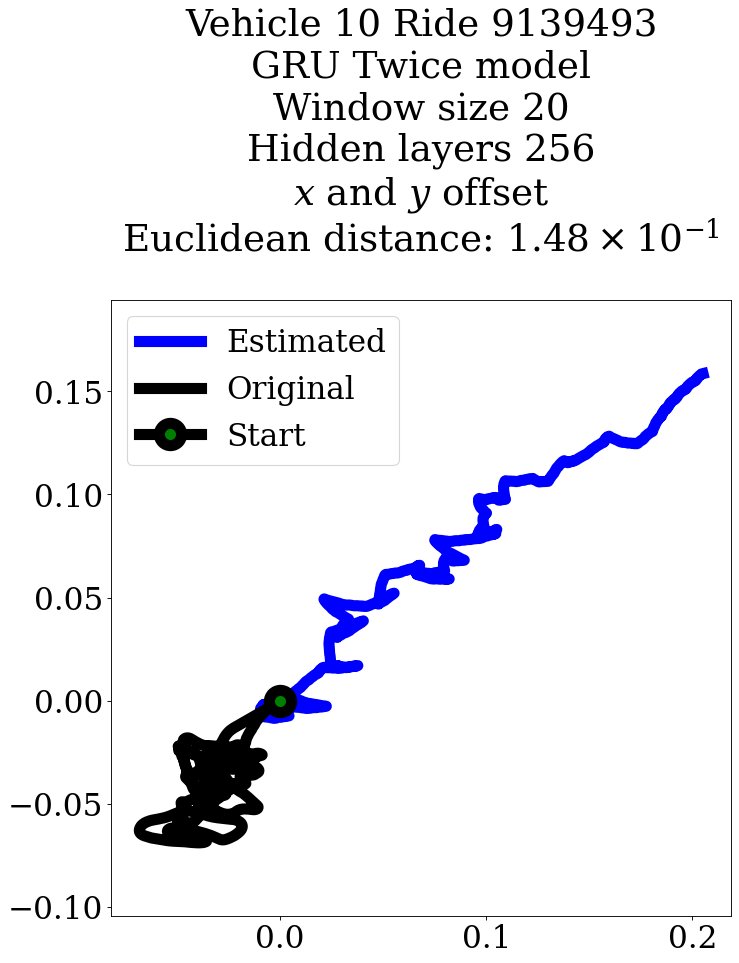 Vehicle 10 Ride 9139493
GRU Twice model
Window size 20
Hidden layers 256
x and y offset
Euclidean distance: 1.48 × 10⁻¹
Estimated
Original
Start
0.15
0.10
0.05
0.00
−0.05
−0.10
0.0 0.1 0.2